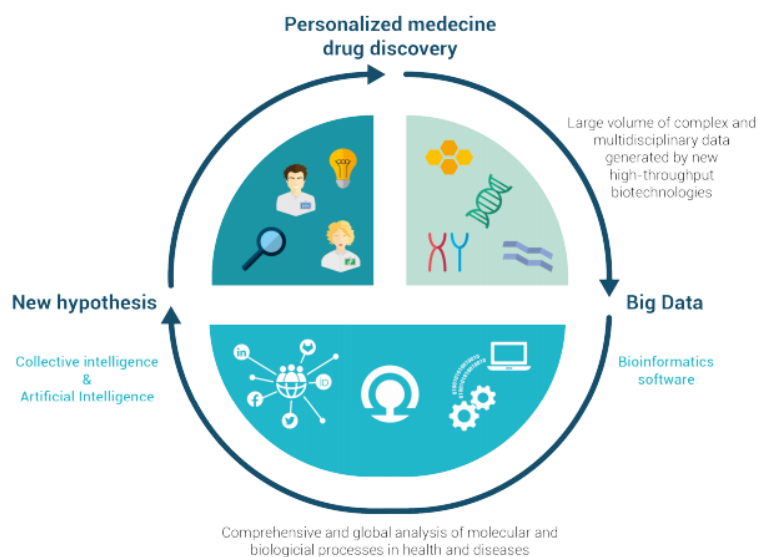 Personalized medecine
drug discovery
Large volume of complex and
multidisciplinary data
generated by new
high-throughput
biotechnologies
New hypothesis
Big Data
Collective intelligence
&
Artificial Intelligence
Bioinformatics
software
in
iD
Comprehensive and global analysis of molecular and
biologicial processes in health and diseases